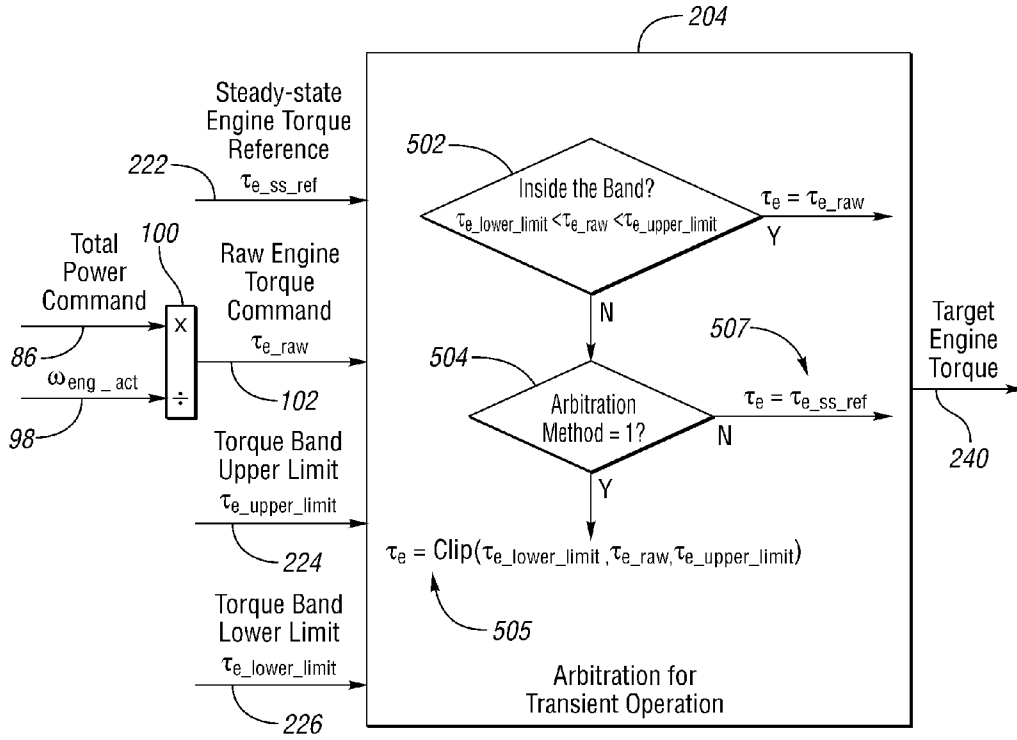 204
Steady-state
Engine Torque
Reference
222
τe_ss_ref
502
Inside the Band?
τe_lower_limit<τe_raw<τe_upper_limit
τe = τe_raw
Y
N
Total
Power
Command
100
Raw Engine
Torque
Command
X
86
τe_raw
102
ωeng_act
÷
98
504
Arbitration
Method = 1?
507
τe = τe_ss_ref
N
Y
Target
Engine
Torque
240
Torque Band
Upper Limit
τe_upper_limit
224
τe = Clip(τe_lower_limit,τe_raw,τe_upper_limit)
505
Torque Band
Lower Limit
τe_lower_limit
226
Arbitration for
Transient Operation